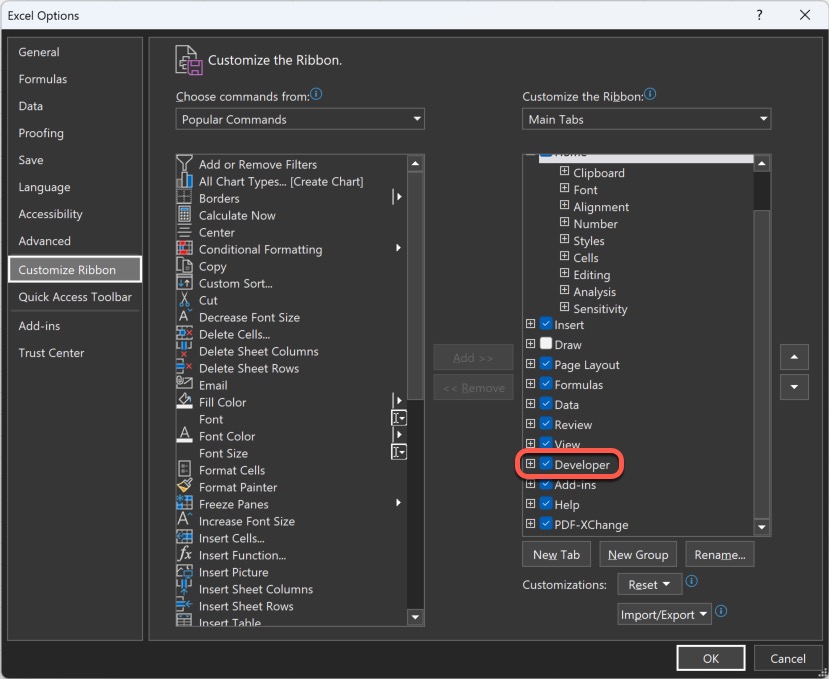 Excel Options
?
General
Formulas
Data
Proofing
Save
Language
Accessibility
Advanced
Customize Ribbon
Quick Access Toolbar
Add-ins
Trust Center
Customize the Ribbon.
Choose commands from:
Popular Commands
Add or Remove Filters
All Chart Types... [Create Chart]
Borders
Calculate Now
Center
Conditional Formatting
Copy
Custom Sort...
Cut
Decrease Font Size
Delete Cells...
Delete Sheet Columns
Delete Sheet Rows
Email
Fill Color
Font
Font Color
Font Size
Format Cells
Format Painter
Freeze Panes
Increase Font Size
Insert Cells...
Insert Function...
Insert Picture
Insert Sheet Columns
Insert Sheet Rows
Insert Table
Add >>
<< Remove
Customize the Ribbon:
Main Tabs
Home
Clipboard
Font
Alignment
Number
Styles
Cells
Editing
Analysis
Sensitivity
Insert
Draw
Page Layout
Formulas
Data
Review
View
Developer
Add-ins
Help
PDF-XChange
New Tab
New Group
Rename...
Customizations:
Reset
Import/Export
OK
Cancel